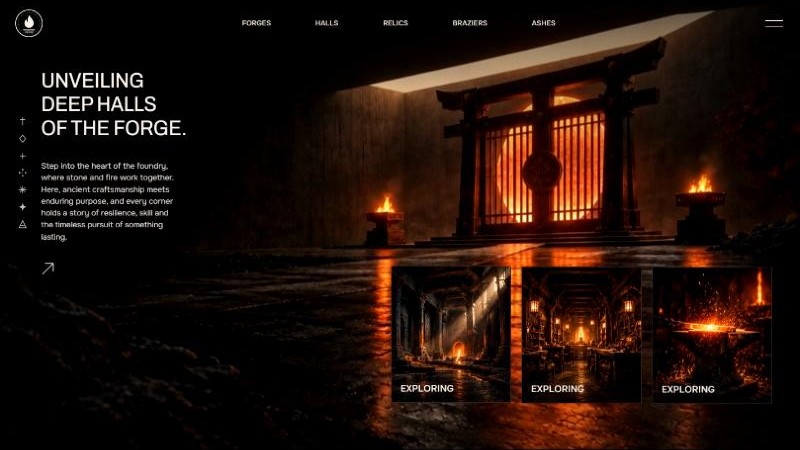 FORGES
HALLS
RELICS
BRAZIERS
ASHES
UNVEILING
DEEP HALLS
OF THE FORGE.
Step into the heart of the foundry,
where stone and fire work together.
Here, ancient craftsmanship meets
enduring purpose, and every corner
holds a story of resilience, skill and
the timeless pursuit of something
lasting.
EXPLORING
EXPLORING
EXPLORING